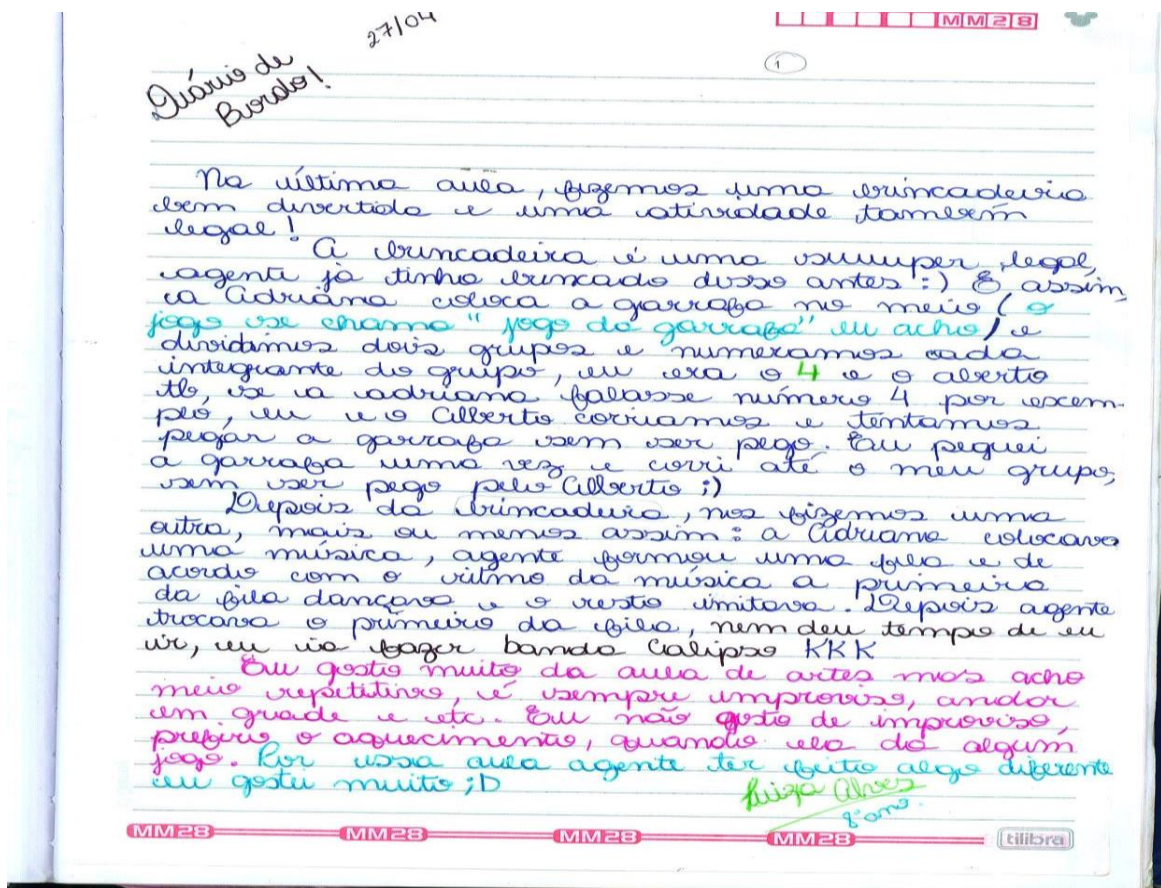 27/04
MM28
Diário de
Bordo!
1
Na última aula, fizemos uma brincadeira
bem divertida e uma atividade também
legal!
A brincadeira é uma suuuper legal,
agente já tinha brincado disso antes :) É assim,
a Adriana coloca a garrafa no meio (o
jogo se chama "jogo da garrafa" eu acho) e
dividimos dois grupos e numeramos cada
integrante do grupo, eu era o 4 e o aberto
tb, se a adriana falasse número 4 por exem-
plo, eu e o Alberto corriamos e tentamos
pegar a garrafa sem ser pego. Eu peguei
a garrafa uma vez e corri até o meu grupo,
sem ser pego pelo Alberto ;)
Depois da brincadeira, nos fizemos uma
outra, mais ou menos assim: a Adriana colocava
uma música, agente formou uma fila e de
acordo com o ritmo da música a primeira
da fila dançava e o resto imitava. Depois agente
trocava o primeiro da fila, nem deu tempo de eu
ir, eu ia fazer banda Calipso KKK
Eu gosto muito da aula de artes mas acho
meio repetitivo, é sempre improviso, andar
em grade e etc. Eu não gosto de improviso,
prefiro o aquecimento, quando ela dá algum
jogo. Por essa aula agente ter feito algo diferente
eu gostei muito ;D
Luiza Alves
8º ano.
MM28 MM28 MM28 MM28 tilibra